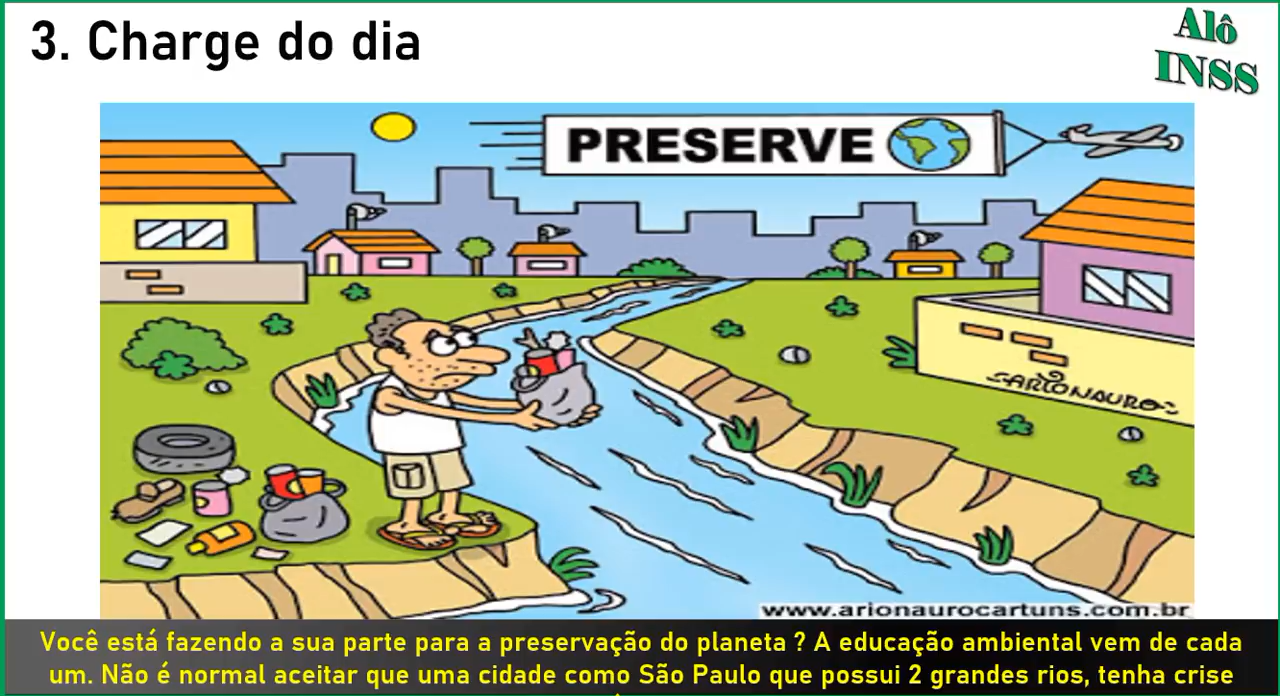 3. Charge do dia
Alô
INSS
PRESERVE
ARIONAURO
www.arionaurocartuns.com.br
Você está fazendo a sua parte para a preservação do planeta ? A educação ambiental vem de cada
um. Não é normal aceitar que uma cidade como São Paulo que possui 2 grandes rios, tenha crise